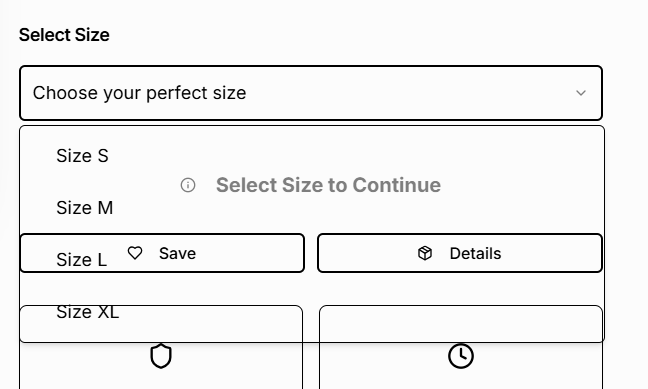 Select Size
Choose your perfect size
Size S
Select Size to Continue
Size M
Size L
Save
Details
Size XL